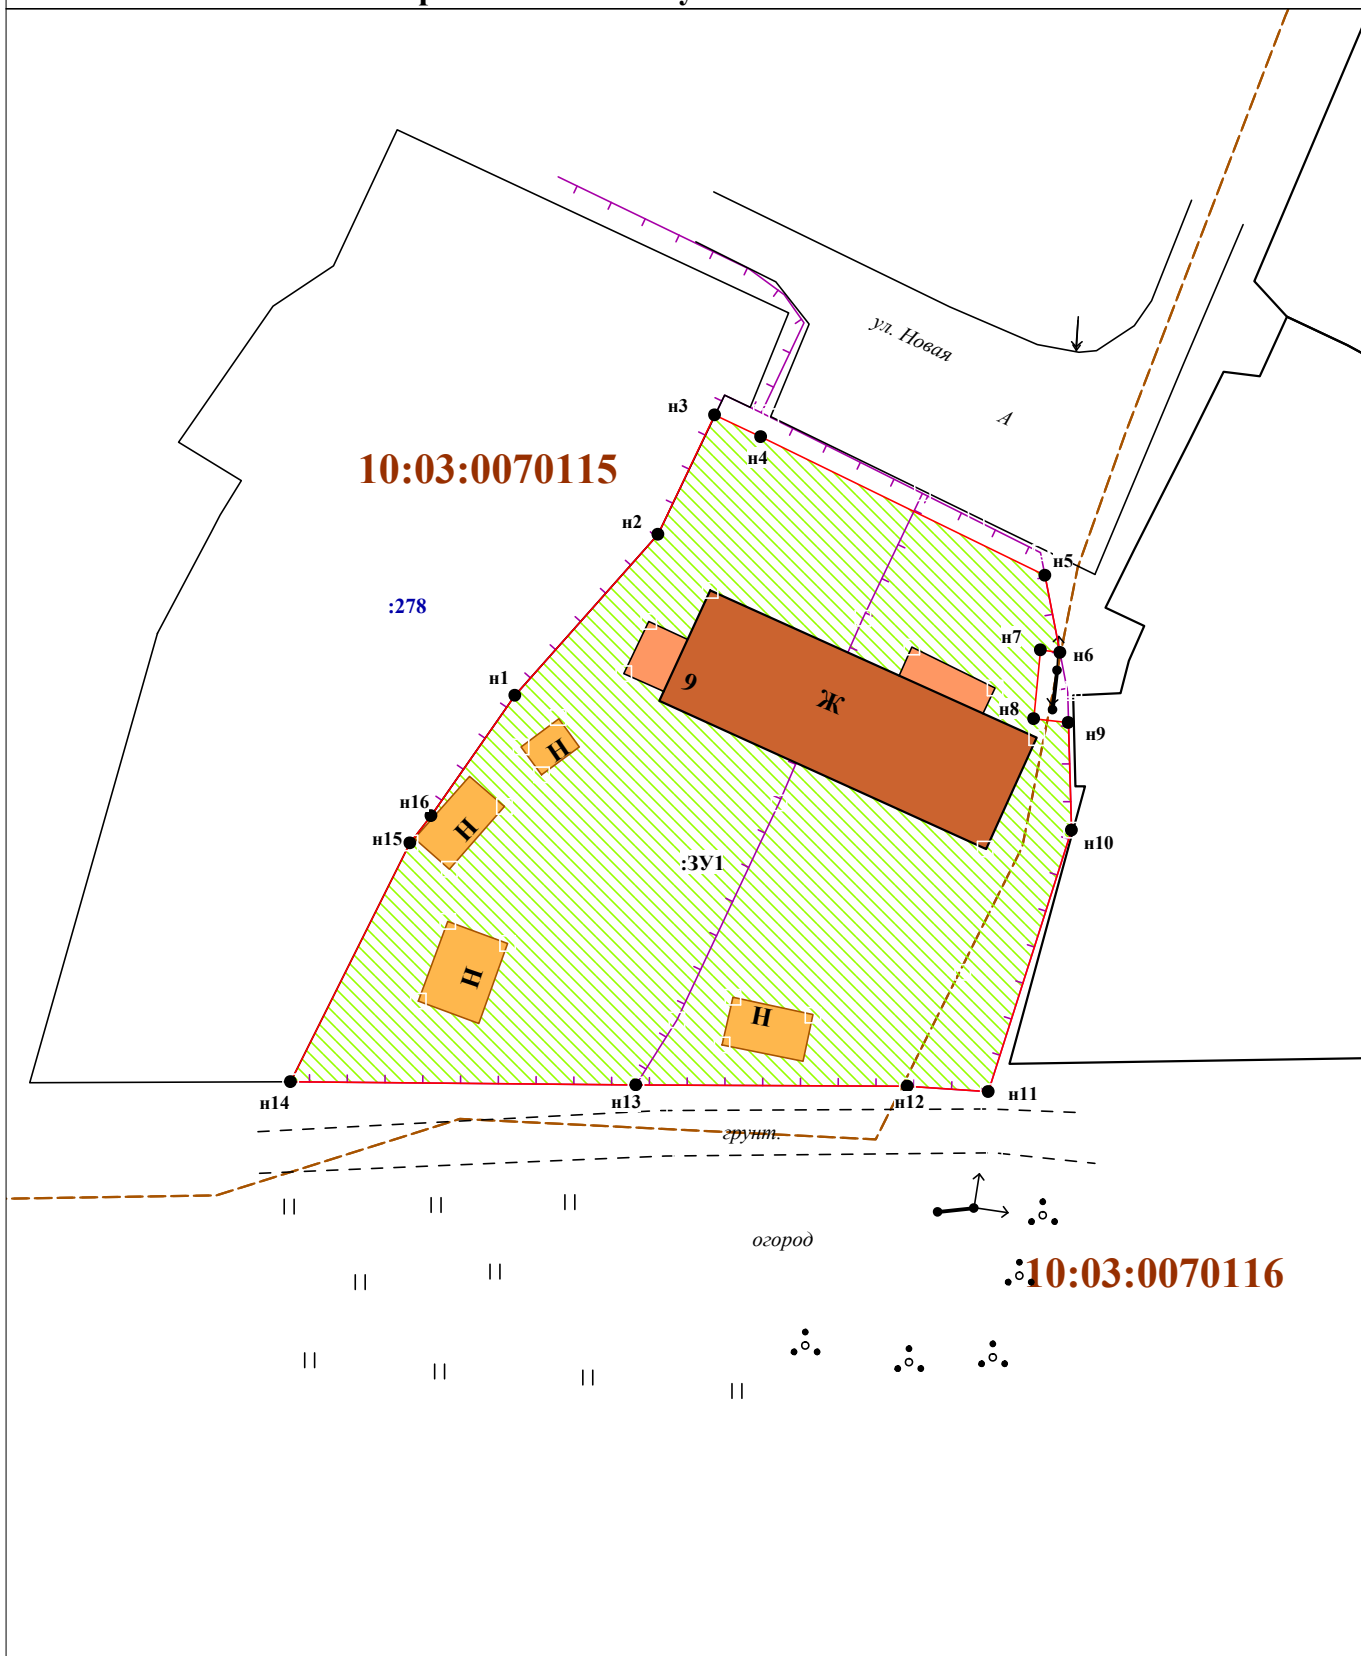 ул. Новая
н3
А
н4
10:03:0070115
н2
н5
:278
н7
н6
н1
9
Ж
н8
н9
Н
н16
Н
н15
н10
:ЗУ1
Н
Н
н14
н13
н12
н11
грунт.
огород
10:03:0070116